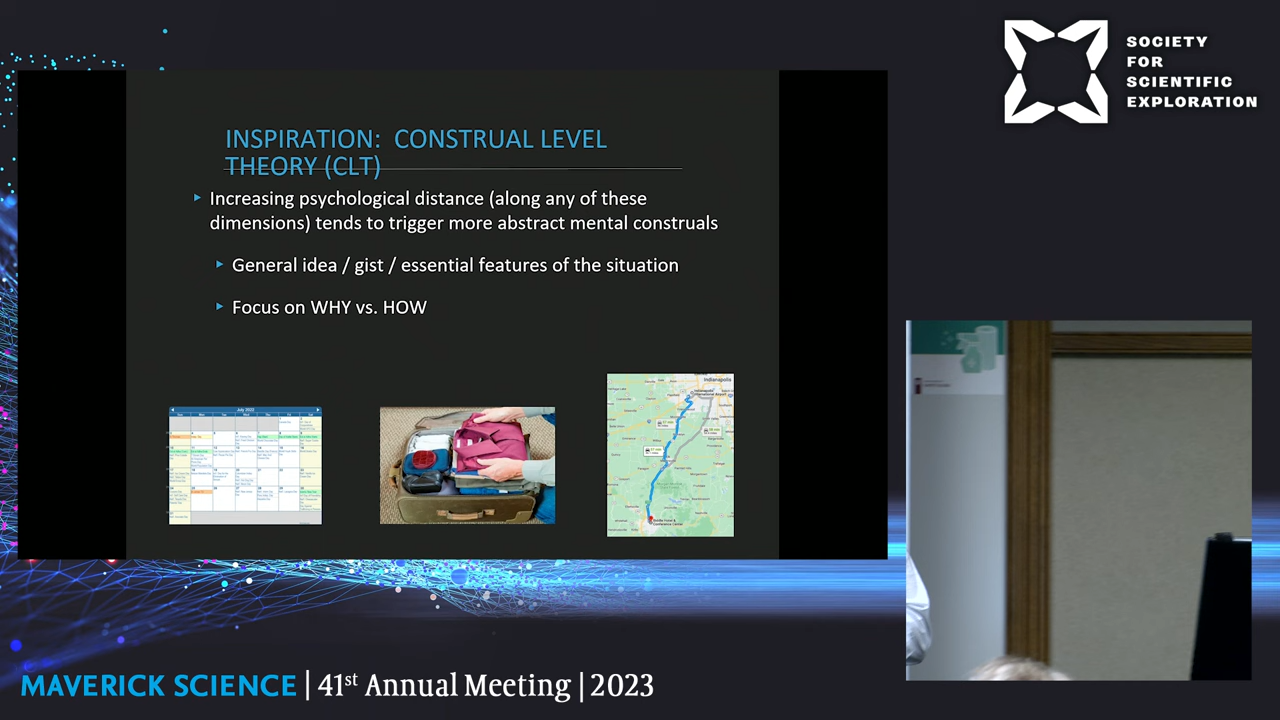 SOCIETY
FOR
SCIENTIFIC
EXPLORATION
INSPIRATION: CONSTRUAL LEVEL
THEORY (CLT)
Increasing psychological distance (along any of these
dimensions) tends to trigger more abstract mental construals
General idea / gist / essential features of the situation
Focus on WHY vs. HOW
July 2022
Indianapolis
MAVERICK SCIENCE | 41st Annual Meeting | 2023